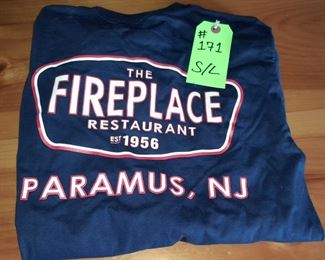 # 171
S/L
THE
FIREPLACE
RESTAURANT
EST 1956
PARAMUS, NJ